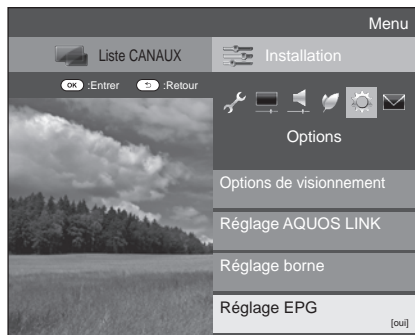 Menu
Liste CANAUX
Installation
OK :Entrer :Retour
Options
Options de visionnement
Réglage AQUOS LINK
Réglage borne
Réglage EPG
[oui]